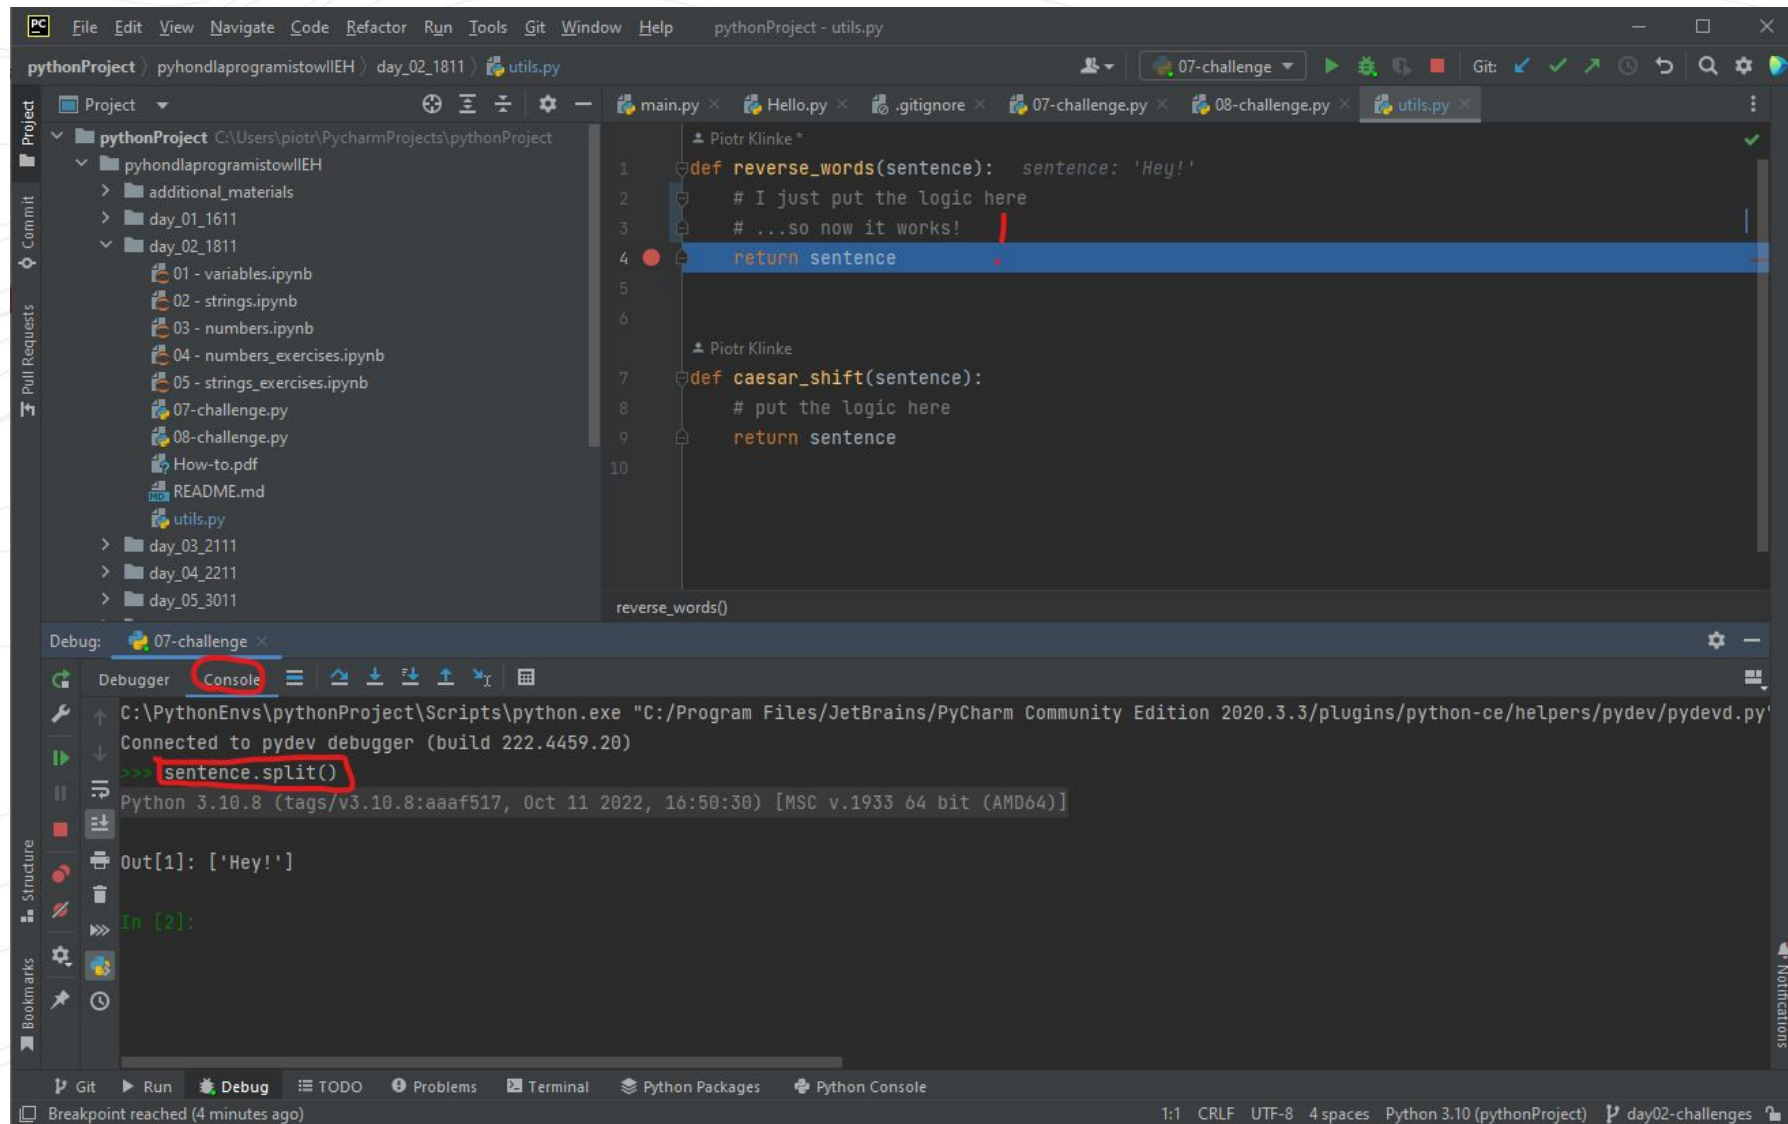 PC File Edit View Navigate Code Refactor Run Tools Git Window Help pythonProject - utils.py
pythonProject pyhondlaprogramistowIIEH day_02_1811 utils.py 07-challenge Git:
Project main.py Hello.py .gitignore 07-challenge.py 08-challenge.py utils.py
pythonProject C:\Users\piotr\PycharmProjects\pythonProject
pyhondlaprogramistowIIEH
additional_materials
day_01_1611
day_02_1811
01 - variables.ipynb
02 - strings.ipynb
03 - numbers.ipynb
04 - numbers_exercises.ipynb
05 - strings_exercises.ipynb
07-challenge.py
08-challenge.py
How-to.pdf
README.md
utils.py
day_03_2111
day_04_2211
day_05_3011
Project
Commit
Pull Requests
Piotr Klinke *
1 def reverse_words(sentence): sentence: 'Hey!'
2 # I just put the logic here
3 # ...so now it works!
4 return sentence
5
6
Piotr Klinke
7 def caesar_shift(sentence):
8 # put the logic here
9 return sentence
10
reverse_words()
Debug: 07-challenge
Debugger Console
C:\PythonEnvs\pythonProject\Scripts\python.exe "C:/Program Files/JetBrains/PyCharm Community Edition 2020.3.3/plugins/python-ce/helpers/pydev/pydevd.py"
Connected to pydev debugger (build 222.4459.20)
>>> sentence.split()
Python 3.10.8 (tags/v3.10.8:aaaf517, Oct 11 2022, 16:50:30) [MSC v.1933 64 bit (AMD64)]
Out[1]: ['Hey!']
In [2]:
Structure
Bookmarks
Notifications
Git Run Debug TODO Problems Terminal Python Packages Python Console
Breakpoint reached (4 minutes ago) 1:1 CRLF UTF-8 4 spaces Python 3.10 (pythonProject) day02-challenges